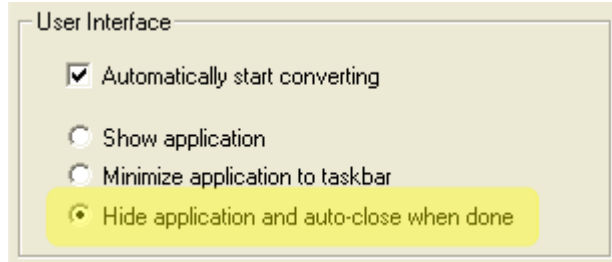 User Interface
Automatically start converting
Show application
Minimize application to taskbar
Hide application and auto-close when done